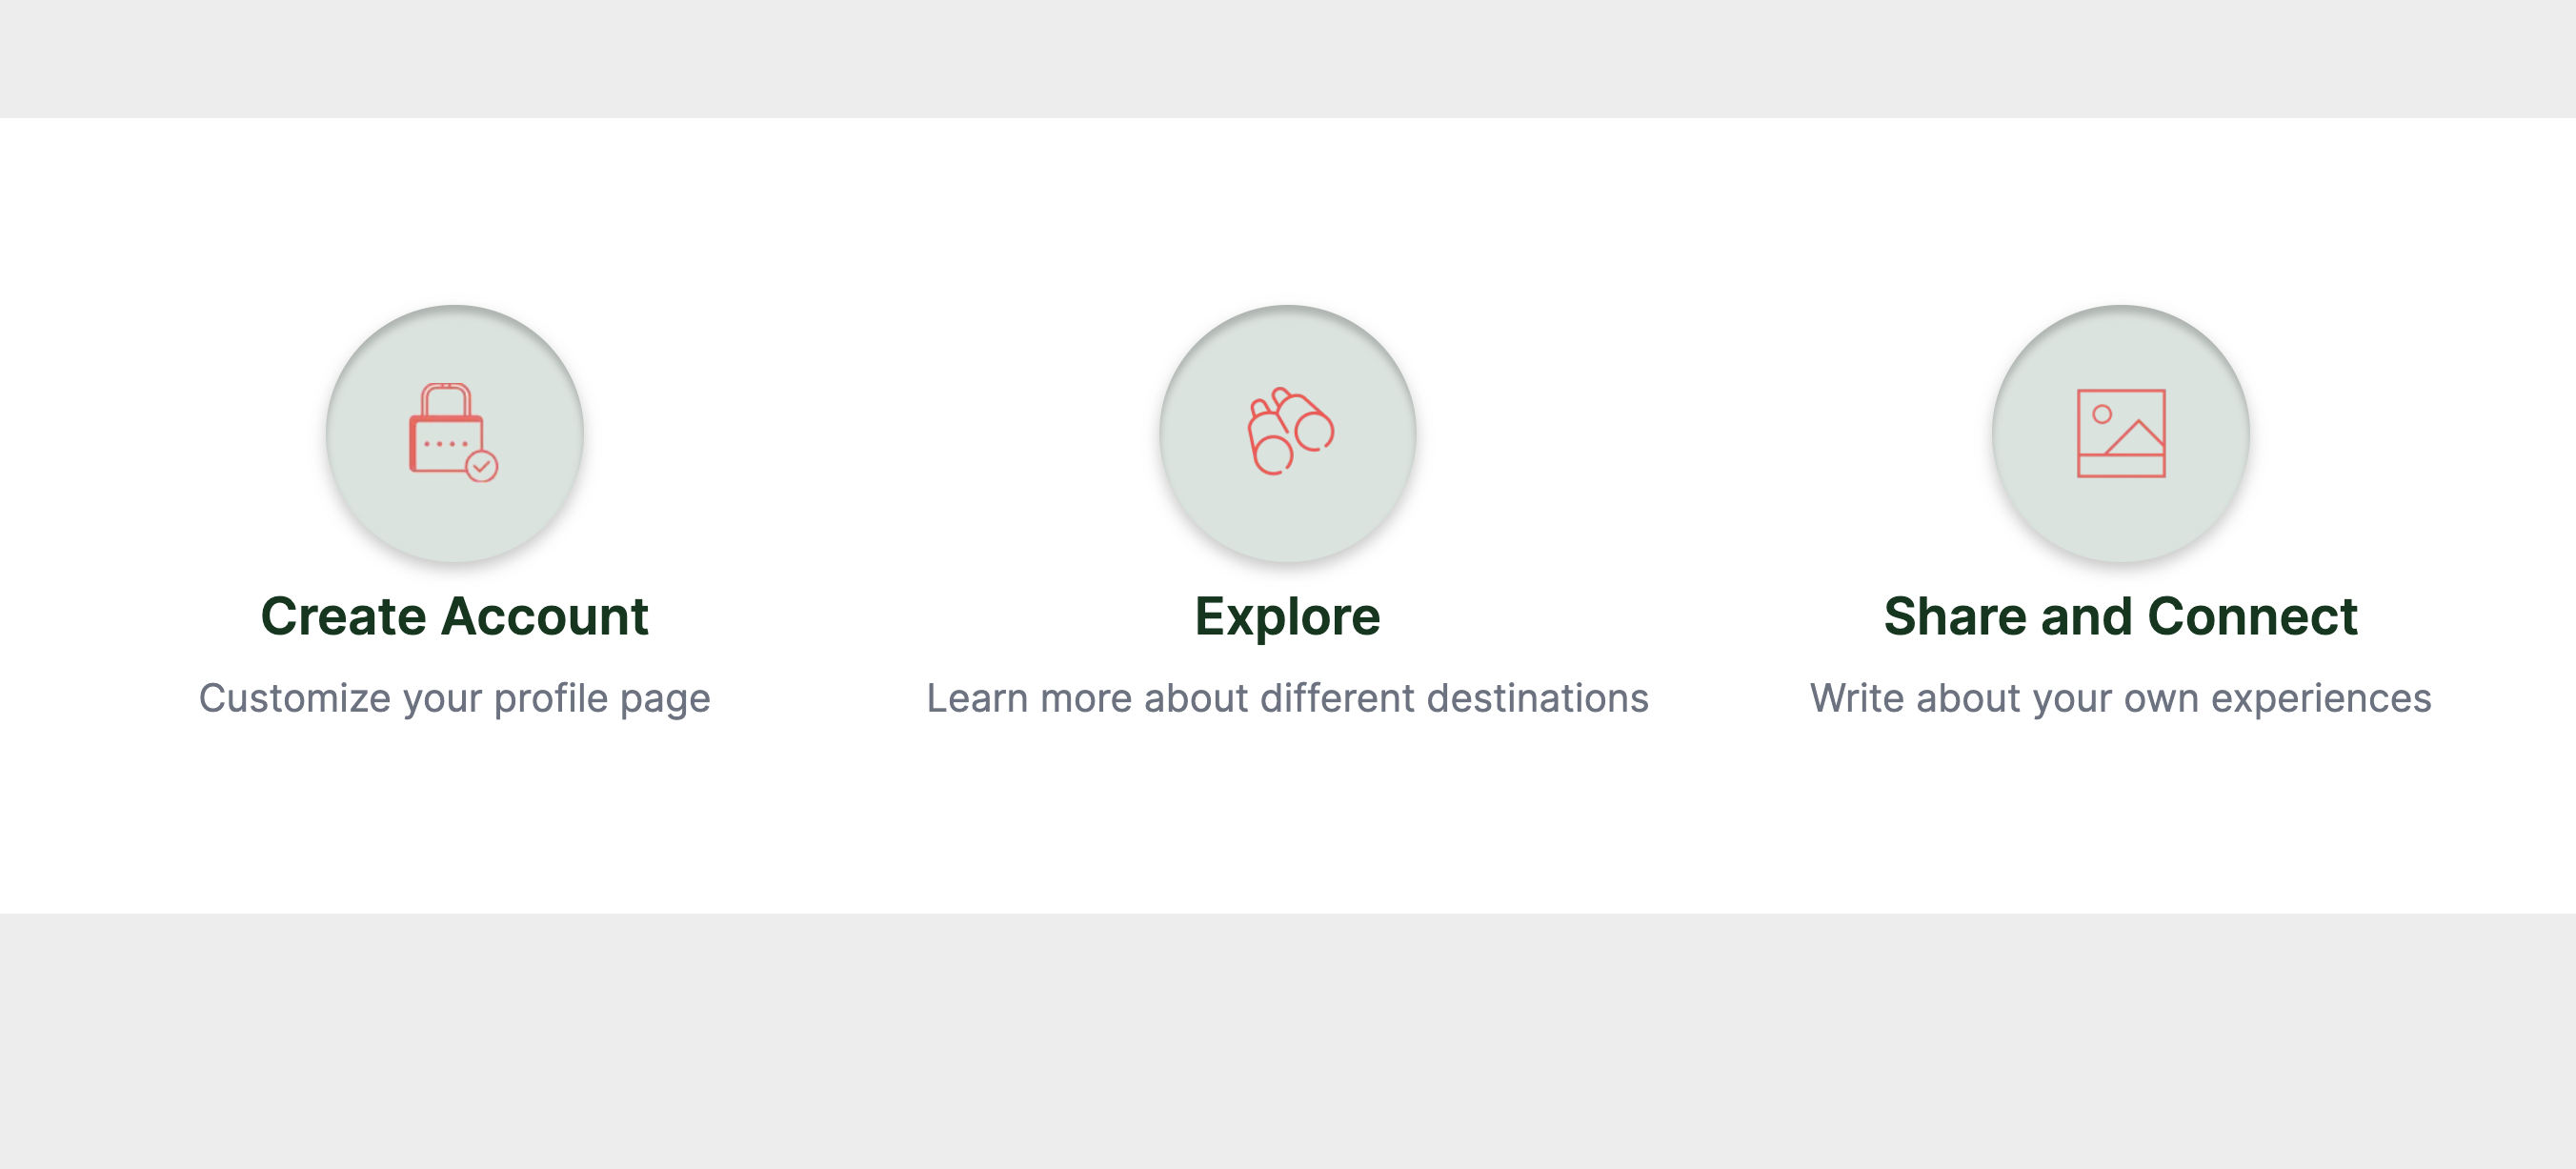 Create Account
Customize your profile page
Explore
Learn more about different destinations
Share and Connect
Write about your own experiences